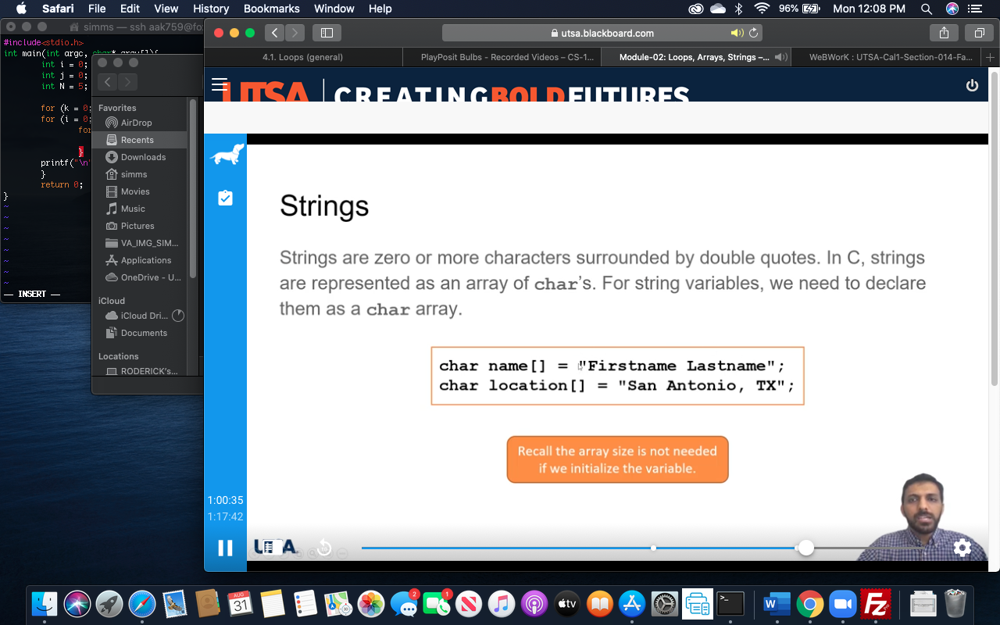 Safari File Edit View History Bookmarks Window Help 96% Mon 12:08 PM
simms — ssh aak759@fo
#include<stdio.h>
int main(int argc, char* argv[]){
int i = 0;
int j = 0;
int N = 5;
for (k = 0;
for (i = 0;
for
}
printf("\n"
}
return 0;
}
~
~
~
~
~
~
~
~
-- INSERT --
Favorites
AirDrop
Recents
Downloads
simms
Movies
Music
Pictures
VA_IMG_SIM...
Applications
OneDrive - U...
iCloud
iCloud Dri...
Documents
Locations
RODERICK's...
utsa.blackboard.com
4.1. Loops (general)
PlayPosit Bulbs - Recorded Videos – CS-1...
Module-02: Loops, Arrays, Strings –...
WeBWorK : UTSA-Cal1-Section-014-Fa...
UTSA CREATINGBOLDFUTURES
Strings
Strings are zero or more characters surrounded by double quotes. In C, strings
are represented as an array of char's. For string variables, we need to declare
them as a char array.
char name[] = "Firstname Lastname";
char location[] = "San Antonio, TX";
Recall the array size is not needed
if we initialize the variable.
1:00:35
1:17:42
UTSA
AUG
31
2
1
tv
W
Fz